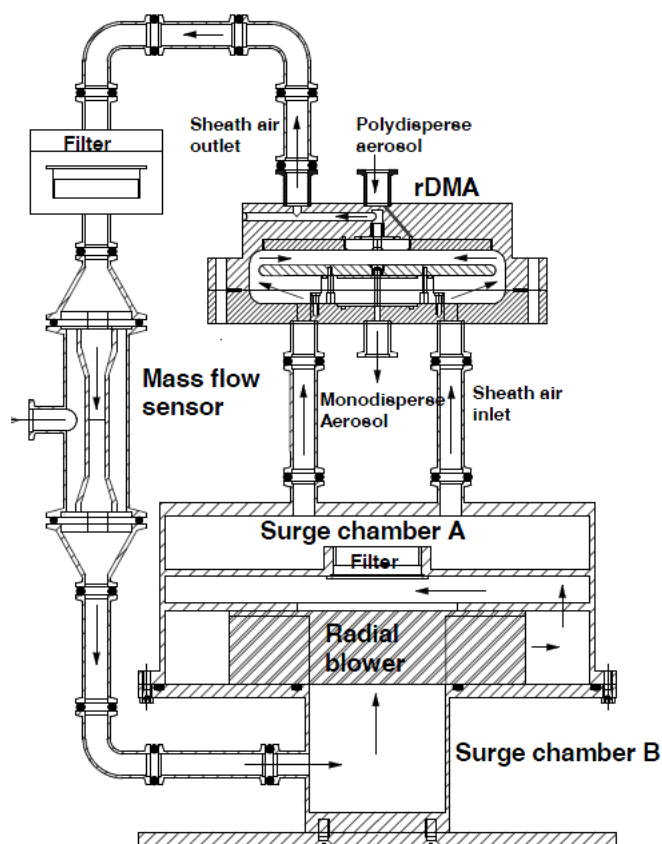 Filter
Sheath air
outlet
Polydisperse
aerosol
rDMA
Mass flow
sensor
Monodisperse
Aerosol
Sheath air
inlet
Surge chamber A
Filter
Radial
blower
Surge chamber B